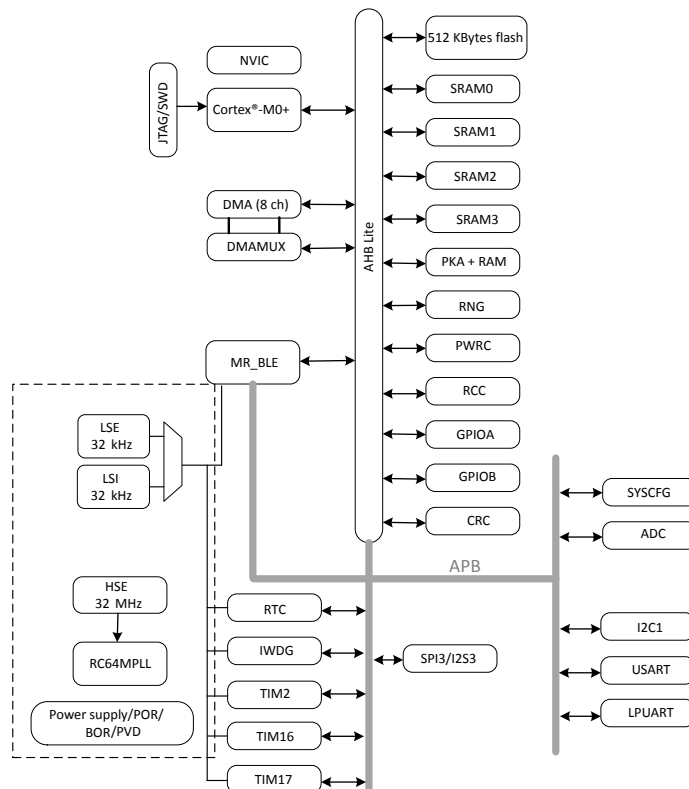 512 KBytes flash
NVIC
JTAG/SWD
Cortex®-M0+
SRAM0
SRAM1
SRAM2
DMA (8 ch)
SRAM3
DMAMUX
AHB Lite
PKA + RAM
RNG
PWRC
MR_BLE
RCC
LSE
32 kHz
GPIOA
LSI
32 kHz
GPIOB
SYSCFG
CRC
ADC
APB
HSE
32 MHz
RTC
I2C1
RC64MPLL
IWDG
SPI3/I2S3
USART
TIM2
LPUART
Power supply/POR/
BOR/PVD
TIM16
TIM17